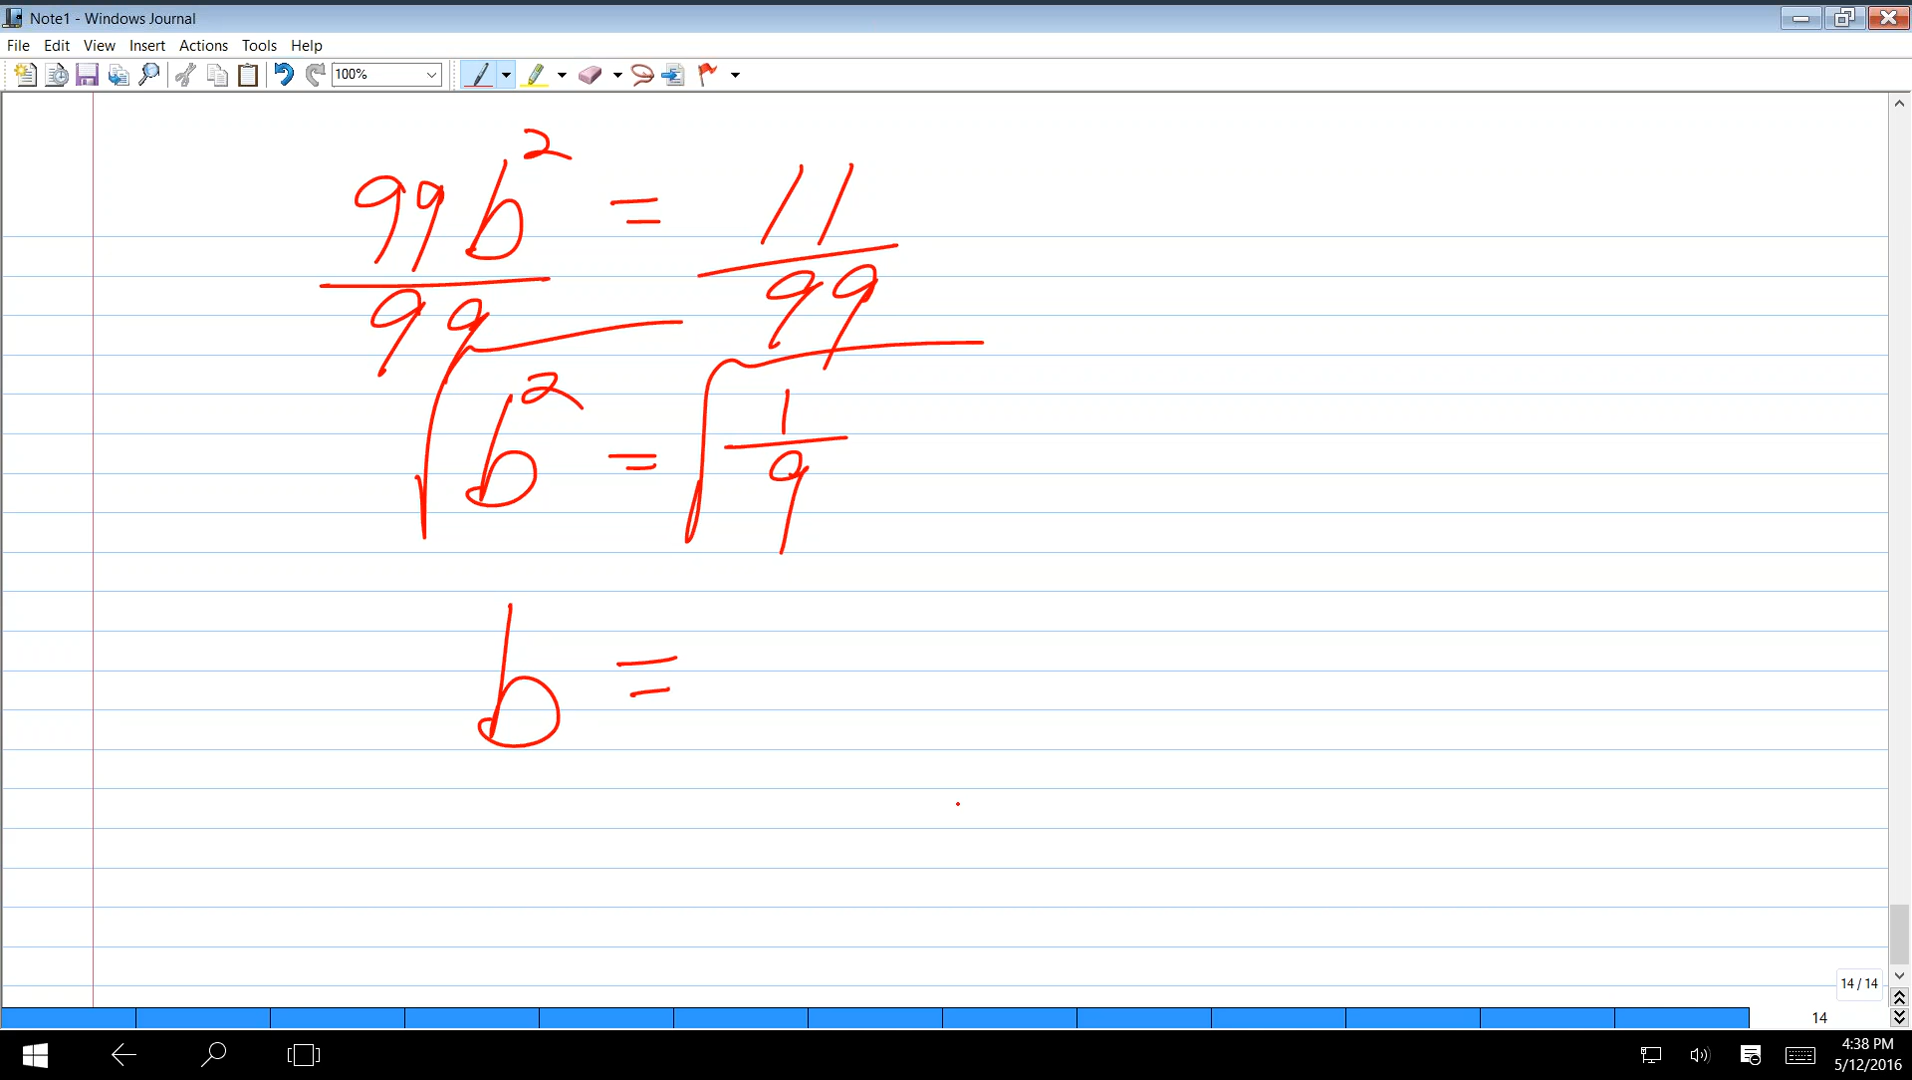 Note1 - Windows Journal
File Edit View Insert Actions Tools Help
100%
99b² = 11
99 99
√b² = √1/9
b =
14 / 14
14
4:38 PM
5/12/2016